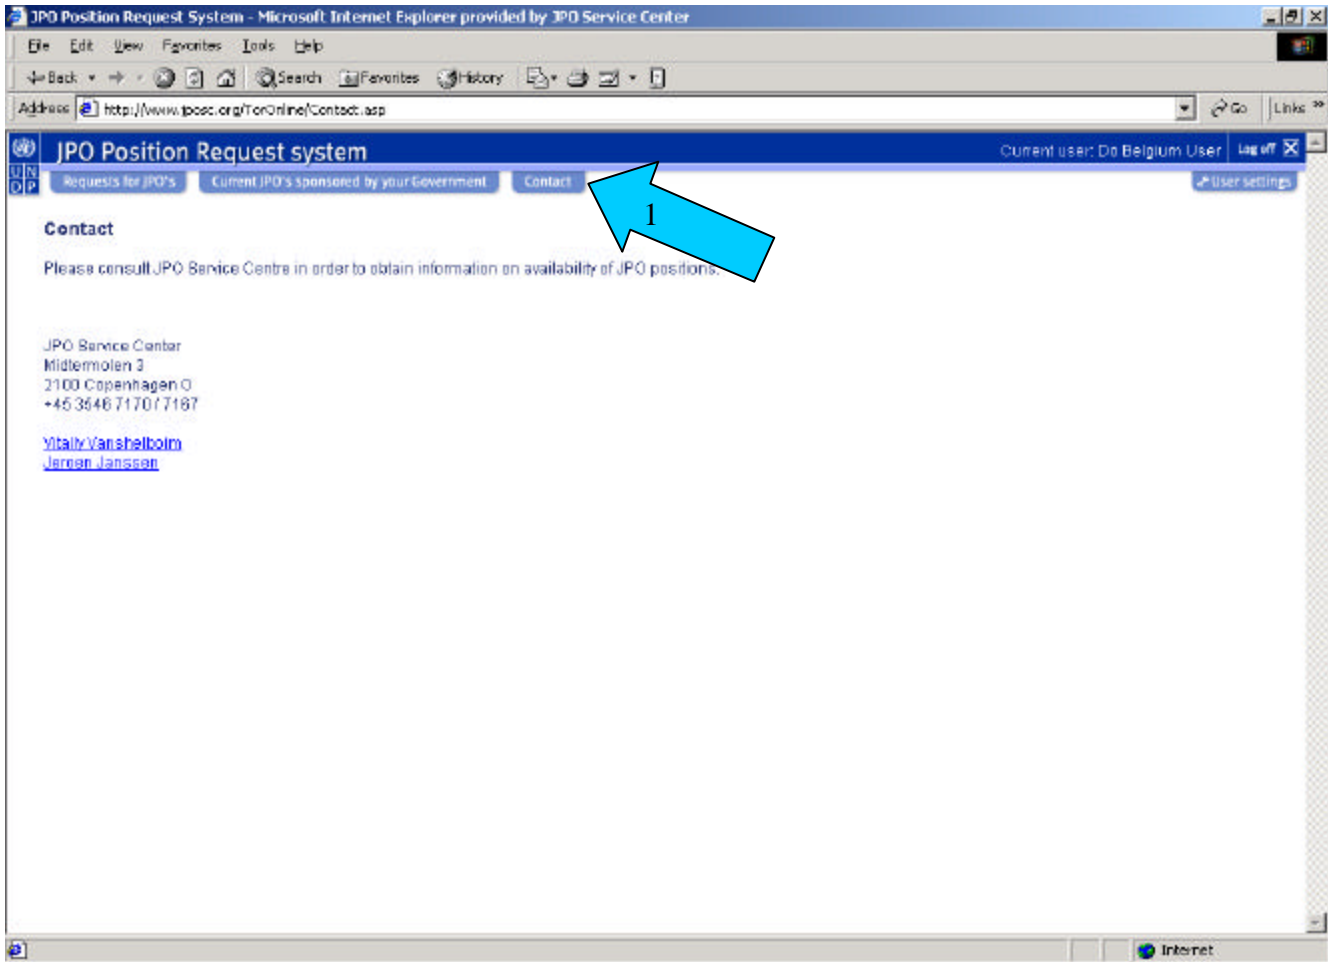 JPO Position Request System - Microsoft Internet Explorer provided by JPO Service Center
File Edit View Favorites Tools Help
Back Search Favorites History
Address http://www.jposc.org/TorOnline/Contact.asp Go Links »
JPO Position Request system Current user: Do Belgium User Log off
UNDP Requests for JPO's Current JPO's sponsored by your Government Contact User settings
1
Contact
Please consult JPO Service Centre in order to obtain information on availability of JPO positions.
JPO Service Center
Midtermolen 3
2100 Copenhagen O
+45 3546 7170 / 7167
Vitaliy Vanshelboim
Jeroen Janssen
Internet